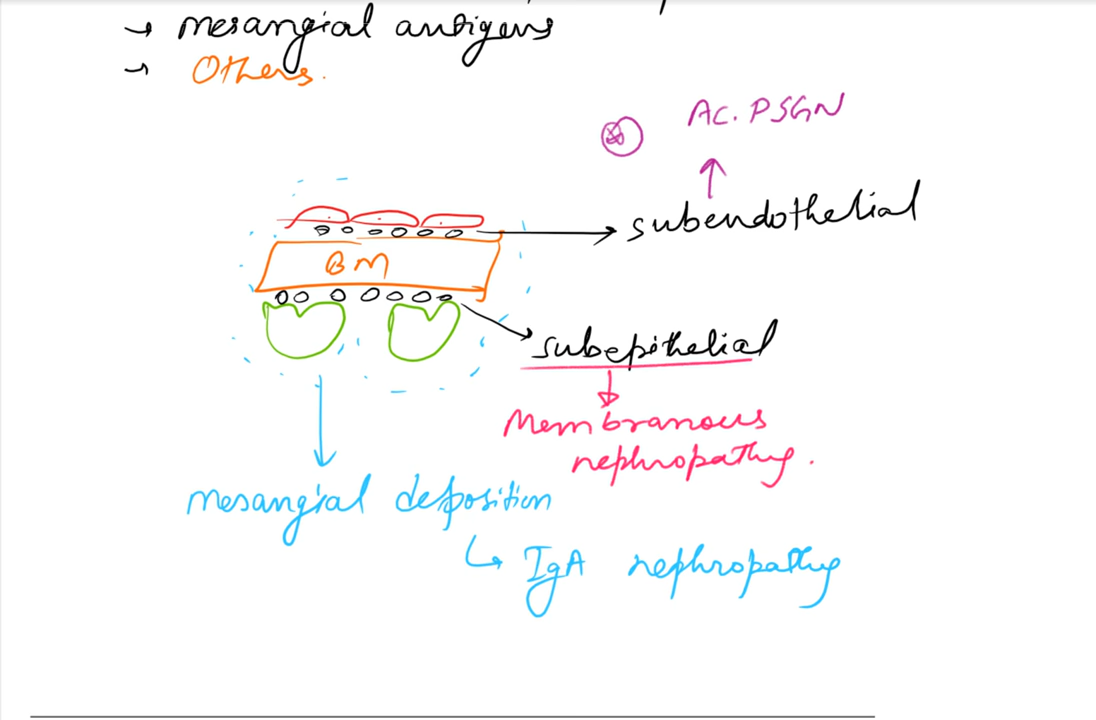 → mesangial antigens
→ Others.
AC. PSGN
subendothelial
BM
subepithelial
Membranous
nephropathy.
mesangial deposition
↳ IgA nephropathy